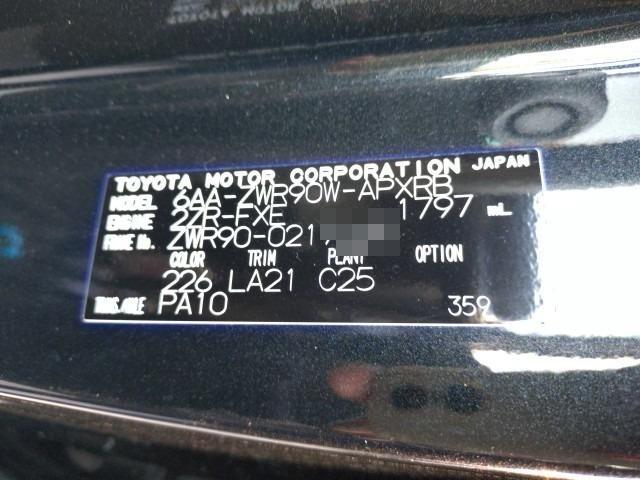 TOYOTA MOTOR CORPORATION JAPAN
MODEL 6AA-ZWR90W-APXRB
ENGINE 2ZR-FXE 1797 mL
FRAME No. ZWR90-021
COLOR TRIM PLANT OPTION
226 LA21 C25
TRANS.AXLE PA10 359